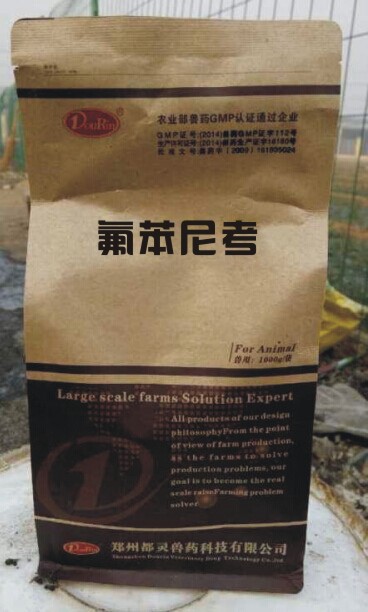 DouRin
®
农业部兽药GMP认证通过企业
氟苯尼考
For Animal
兽用: 1000g/袋
Large scale farms Solution Expert
All products of our design
philosophyFrom the point
of view of farm production,
as the farms to solve
production problems, our
goal is to become the real
scale raiseFarming problem
solver
郑州都灵兽药科技有限公司